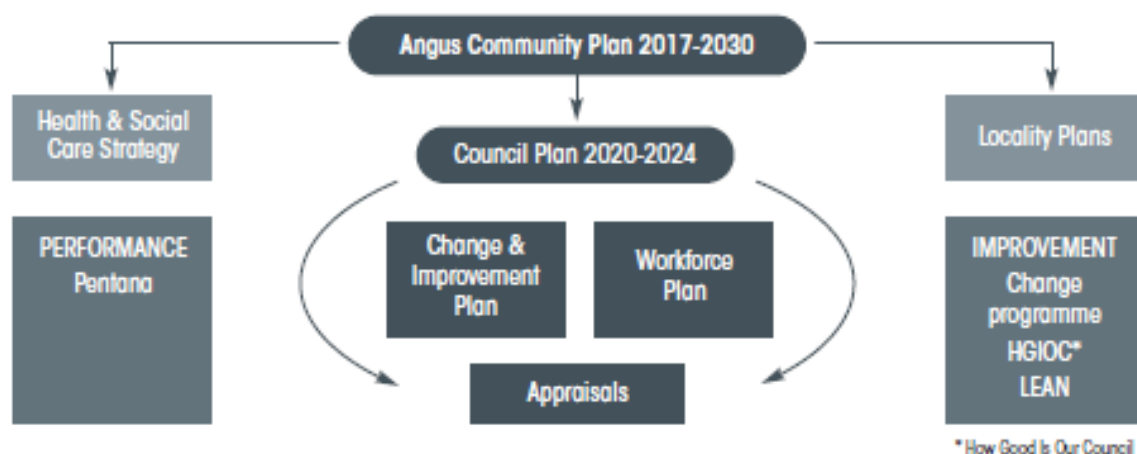 Angus Community Plan 2017-2030
Health & Social
Care Strategy
Council Plan 2020-2024
Locality Plans
PERFORMANCE
Pentana
Change &
Improvement
Plan
Workforce
Plan
IMPROVEMENT
Change
programme
HGIOC*
LEAN
Appraisals
* How Good Is Our Council